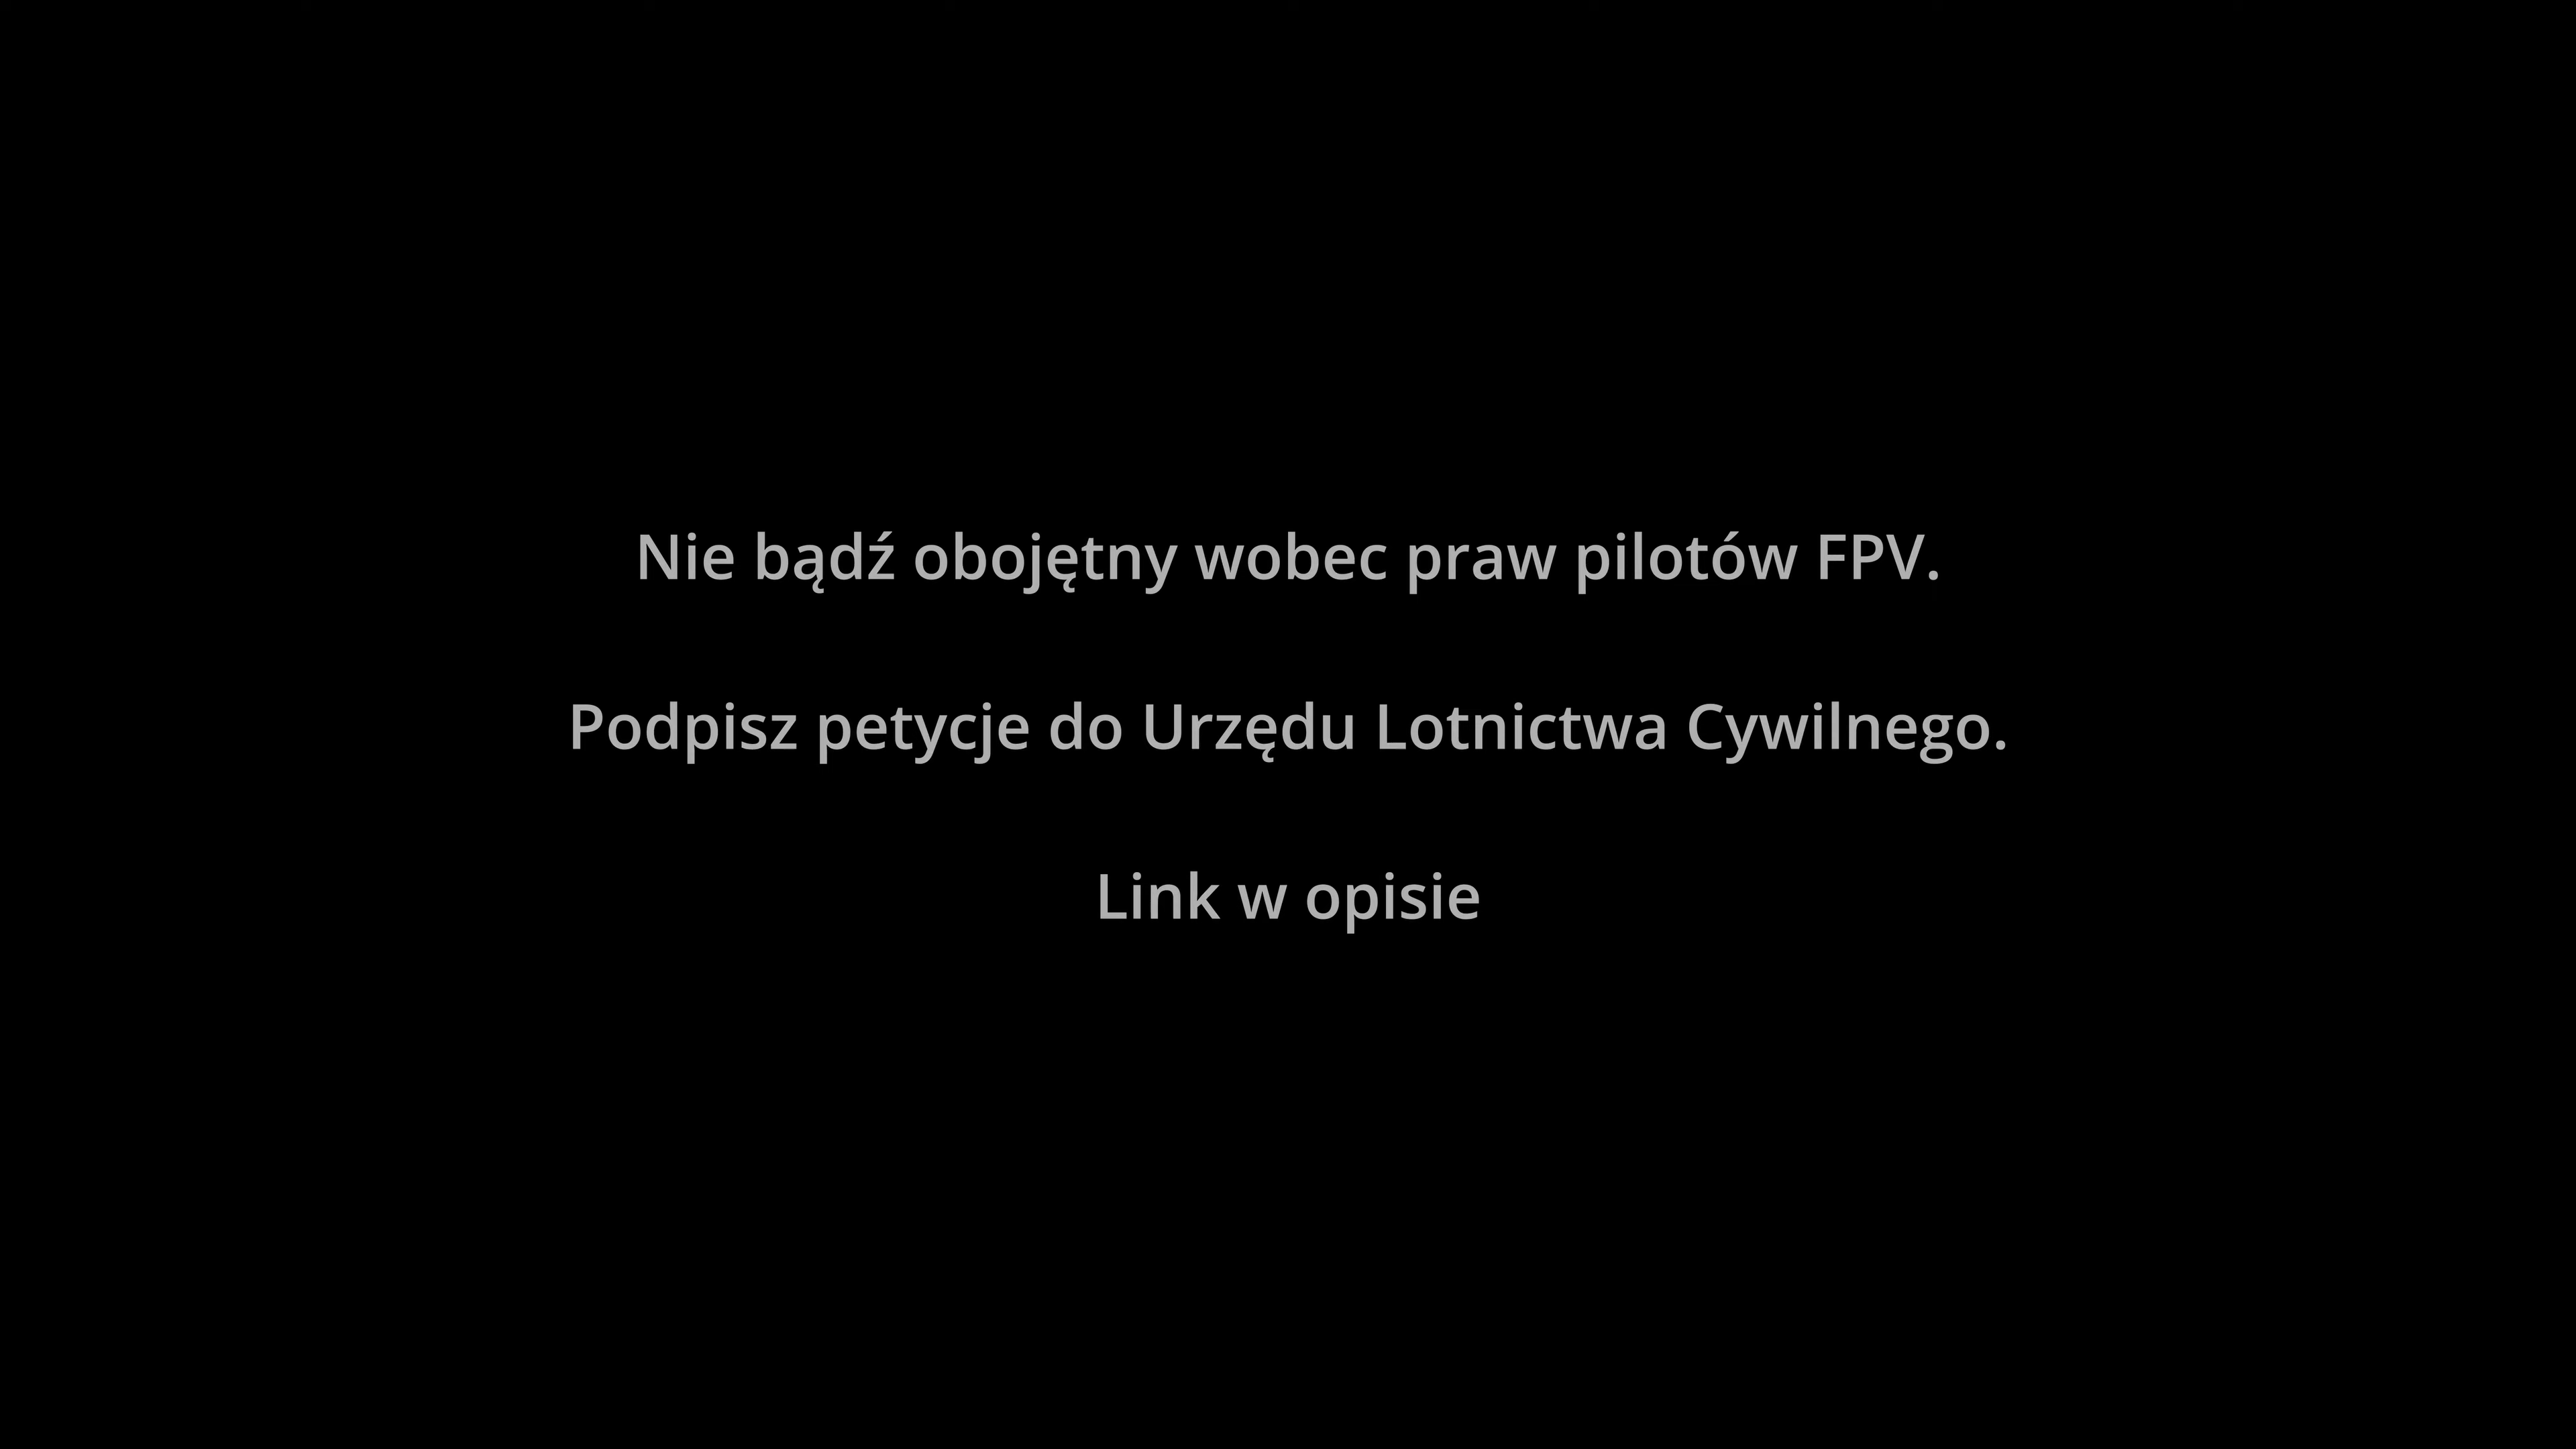 Nie bądź obojętny wobec praw pilotów FPV.
Podpisz petycje do Urzędu Lotnictwa Cywilnego.
Link w opisie